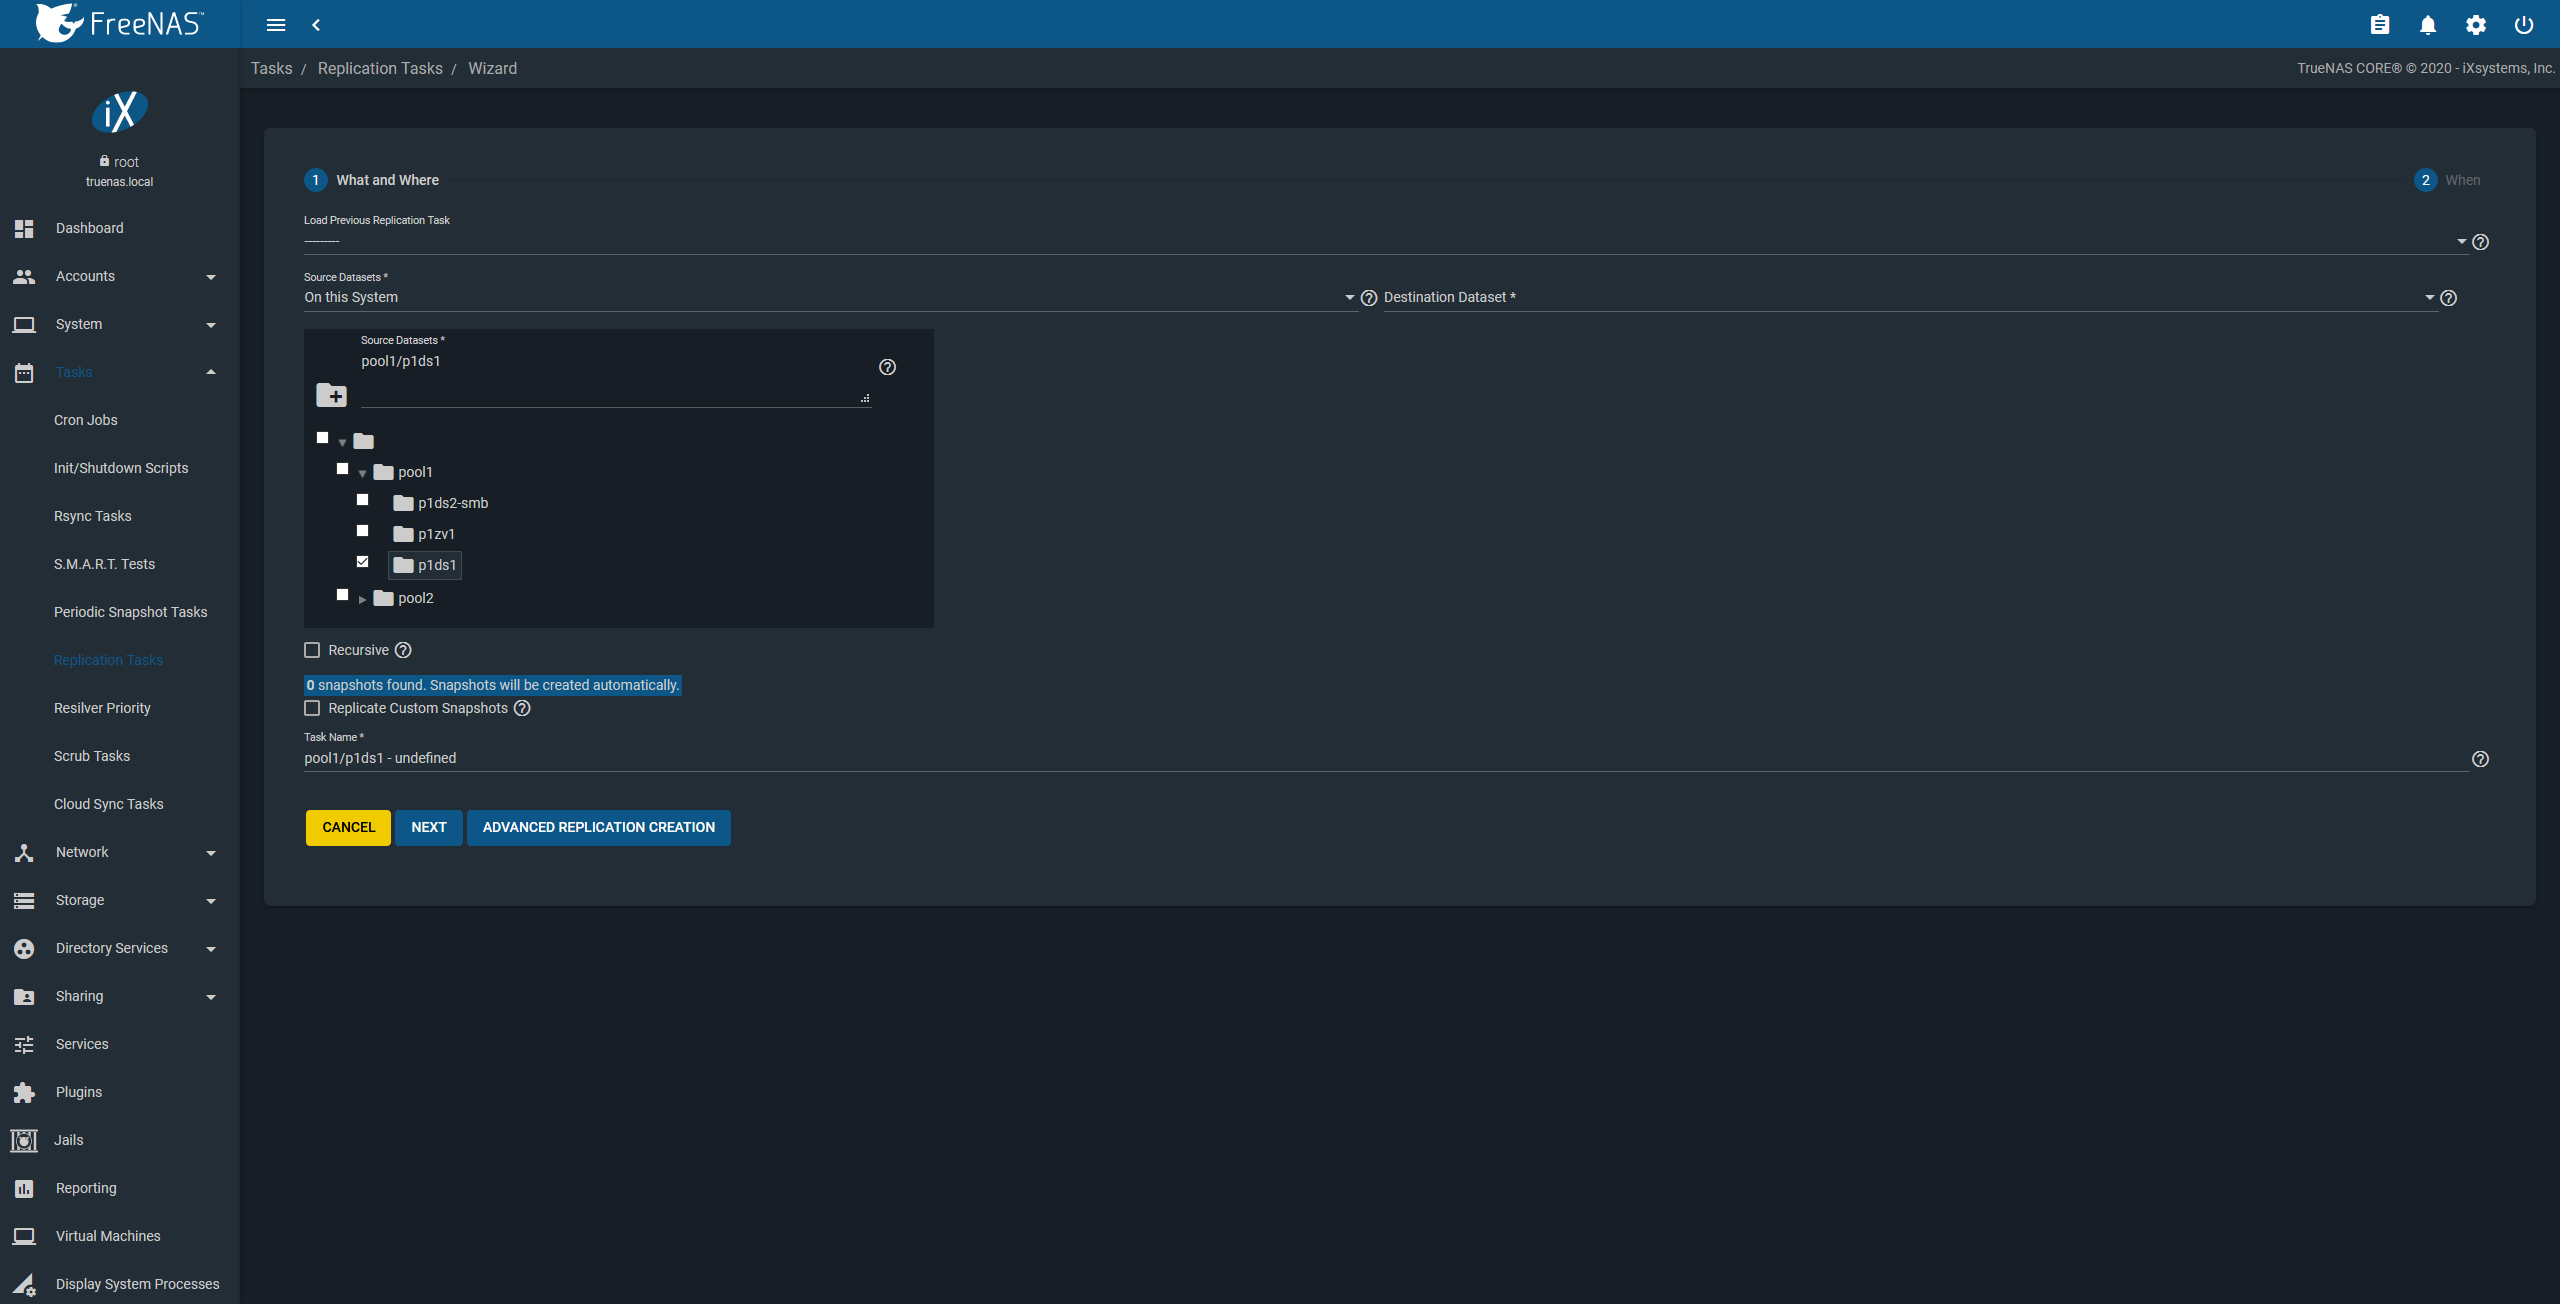 FreeNAS™
Tasks / Replication Tasks / Wizard
TrueNAS CORE® © 2020 - iXsystems, Inc.
iX
root
truenas.local
Dashboard
Accounts
System
Tasks
Cron Jobs
Init/Shutdown Scripts
Rsync Tasks
S.M.A.R.T. Tests
Periodic Snapshot Tasks
Replication Tasks
Resilver Priority
Scrub Tasks
Cloud Sync Tasks
Network
Storage
Directory Services
Sharing
Services
Plugins
Jails
Reporting
Virtual Machines
Display System Processes
1 What and Where
2 When
Load Previous Replication Task
---------
Source Datasets *
On this System
Destination Dataset *
Source Datasets *
pool1/p1ds1
pool1
p1ds2-smb
p1zv1
p1ds1
pool2
Recursive
0 snapshots found. Snapshots will be created automatically.
Replicate Custom Snapshots
Task Name *
pool1/p1ds1 - undefined
CANCEL NEXT ADVANCED REPLICATION CREATION